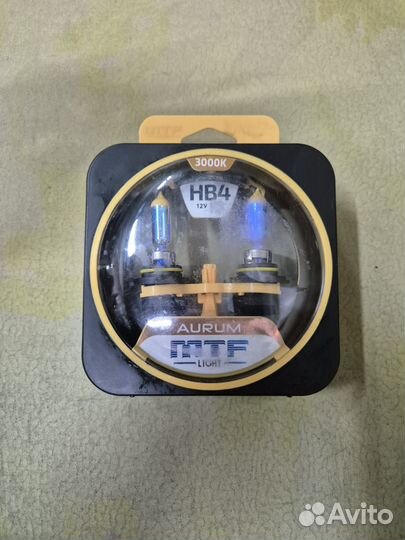 3000K
HB4
12V
AURUM
MTF
LIGHT
Avito